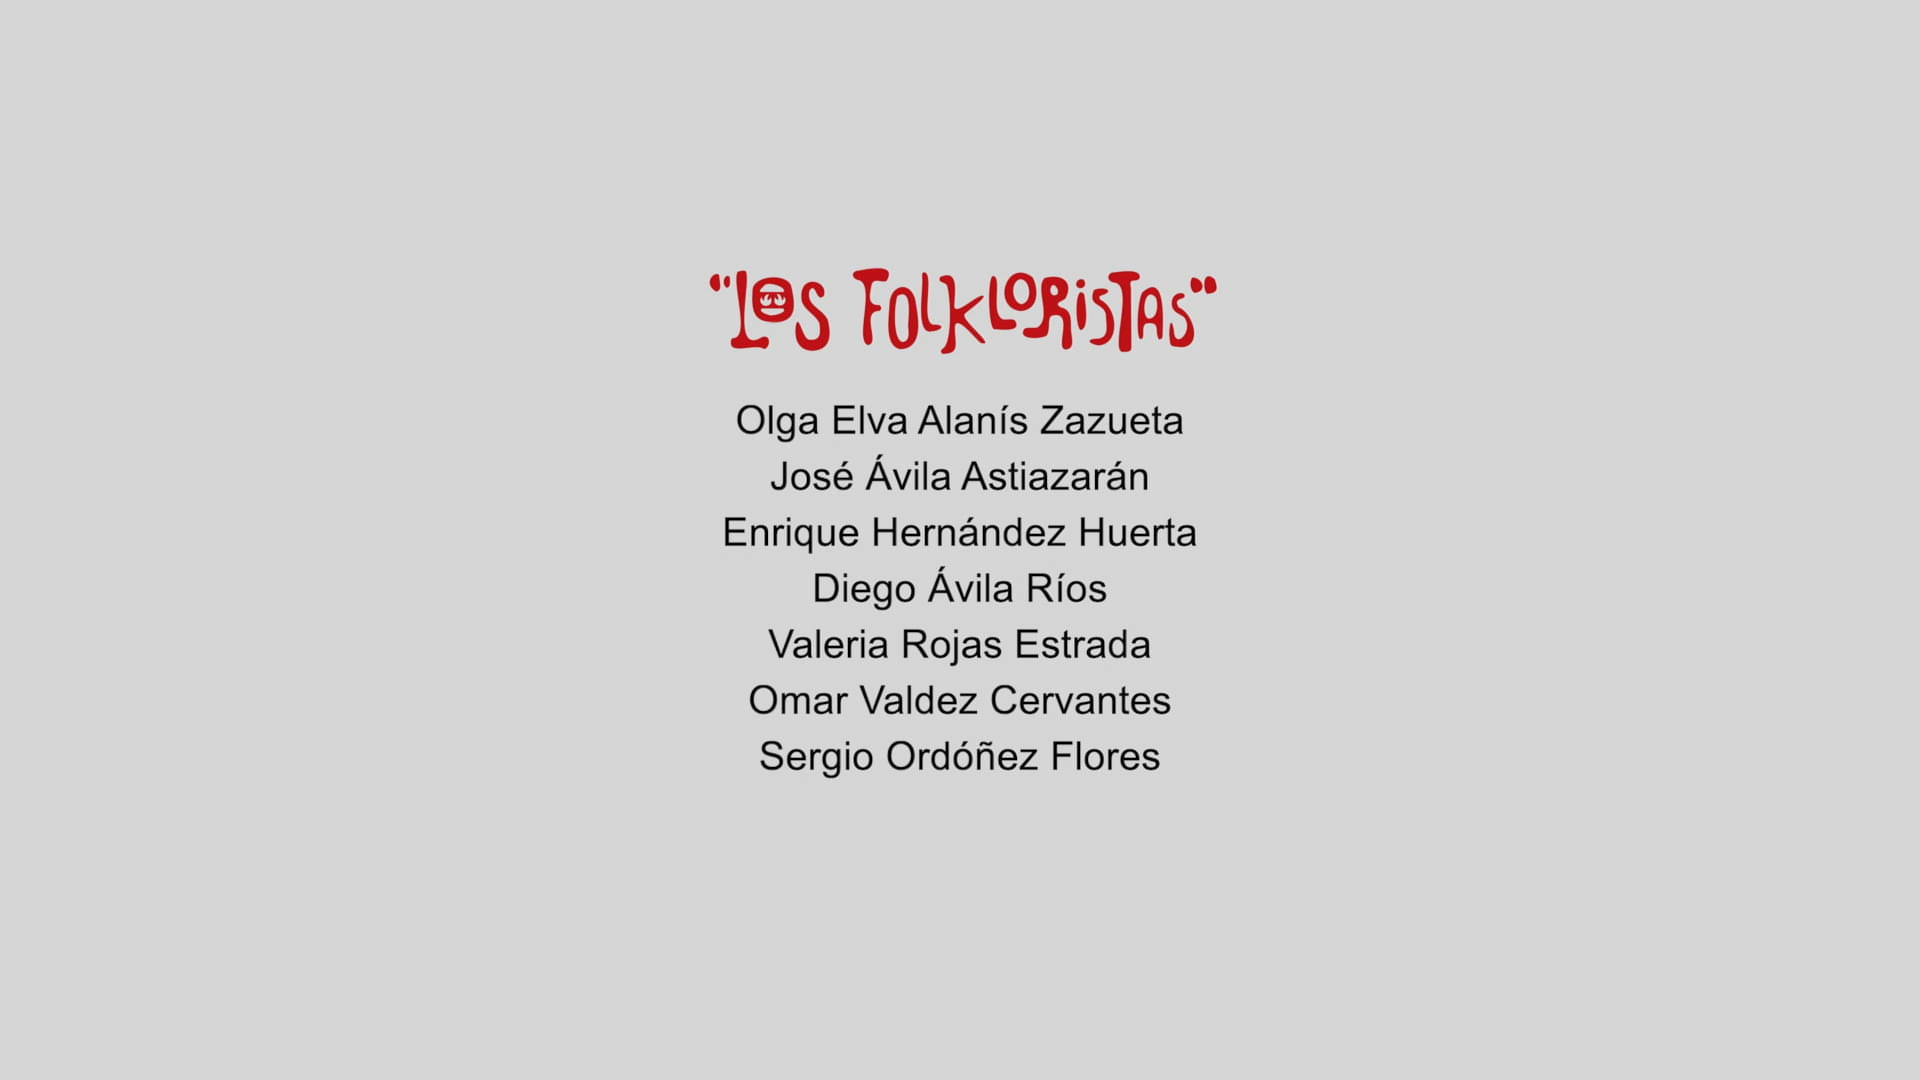 "Los Folkloristas"
Olga Elva Alanís Zazueta
José Ávila Astiazarán
Enrique Hernández Huerta
Diego Ávila Ríos
Valeria Rojas Estrada
Omar Valdez Cervantes
Sergio Ordóñez Flores